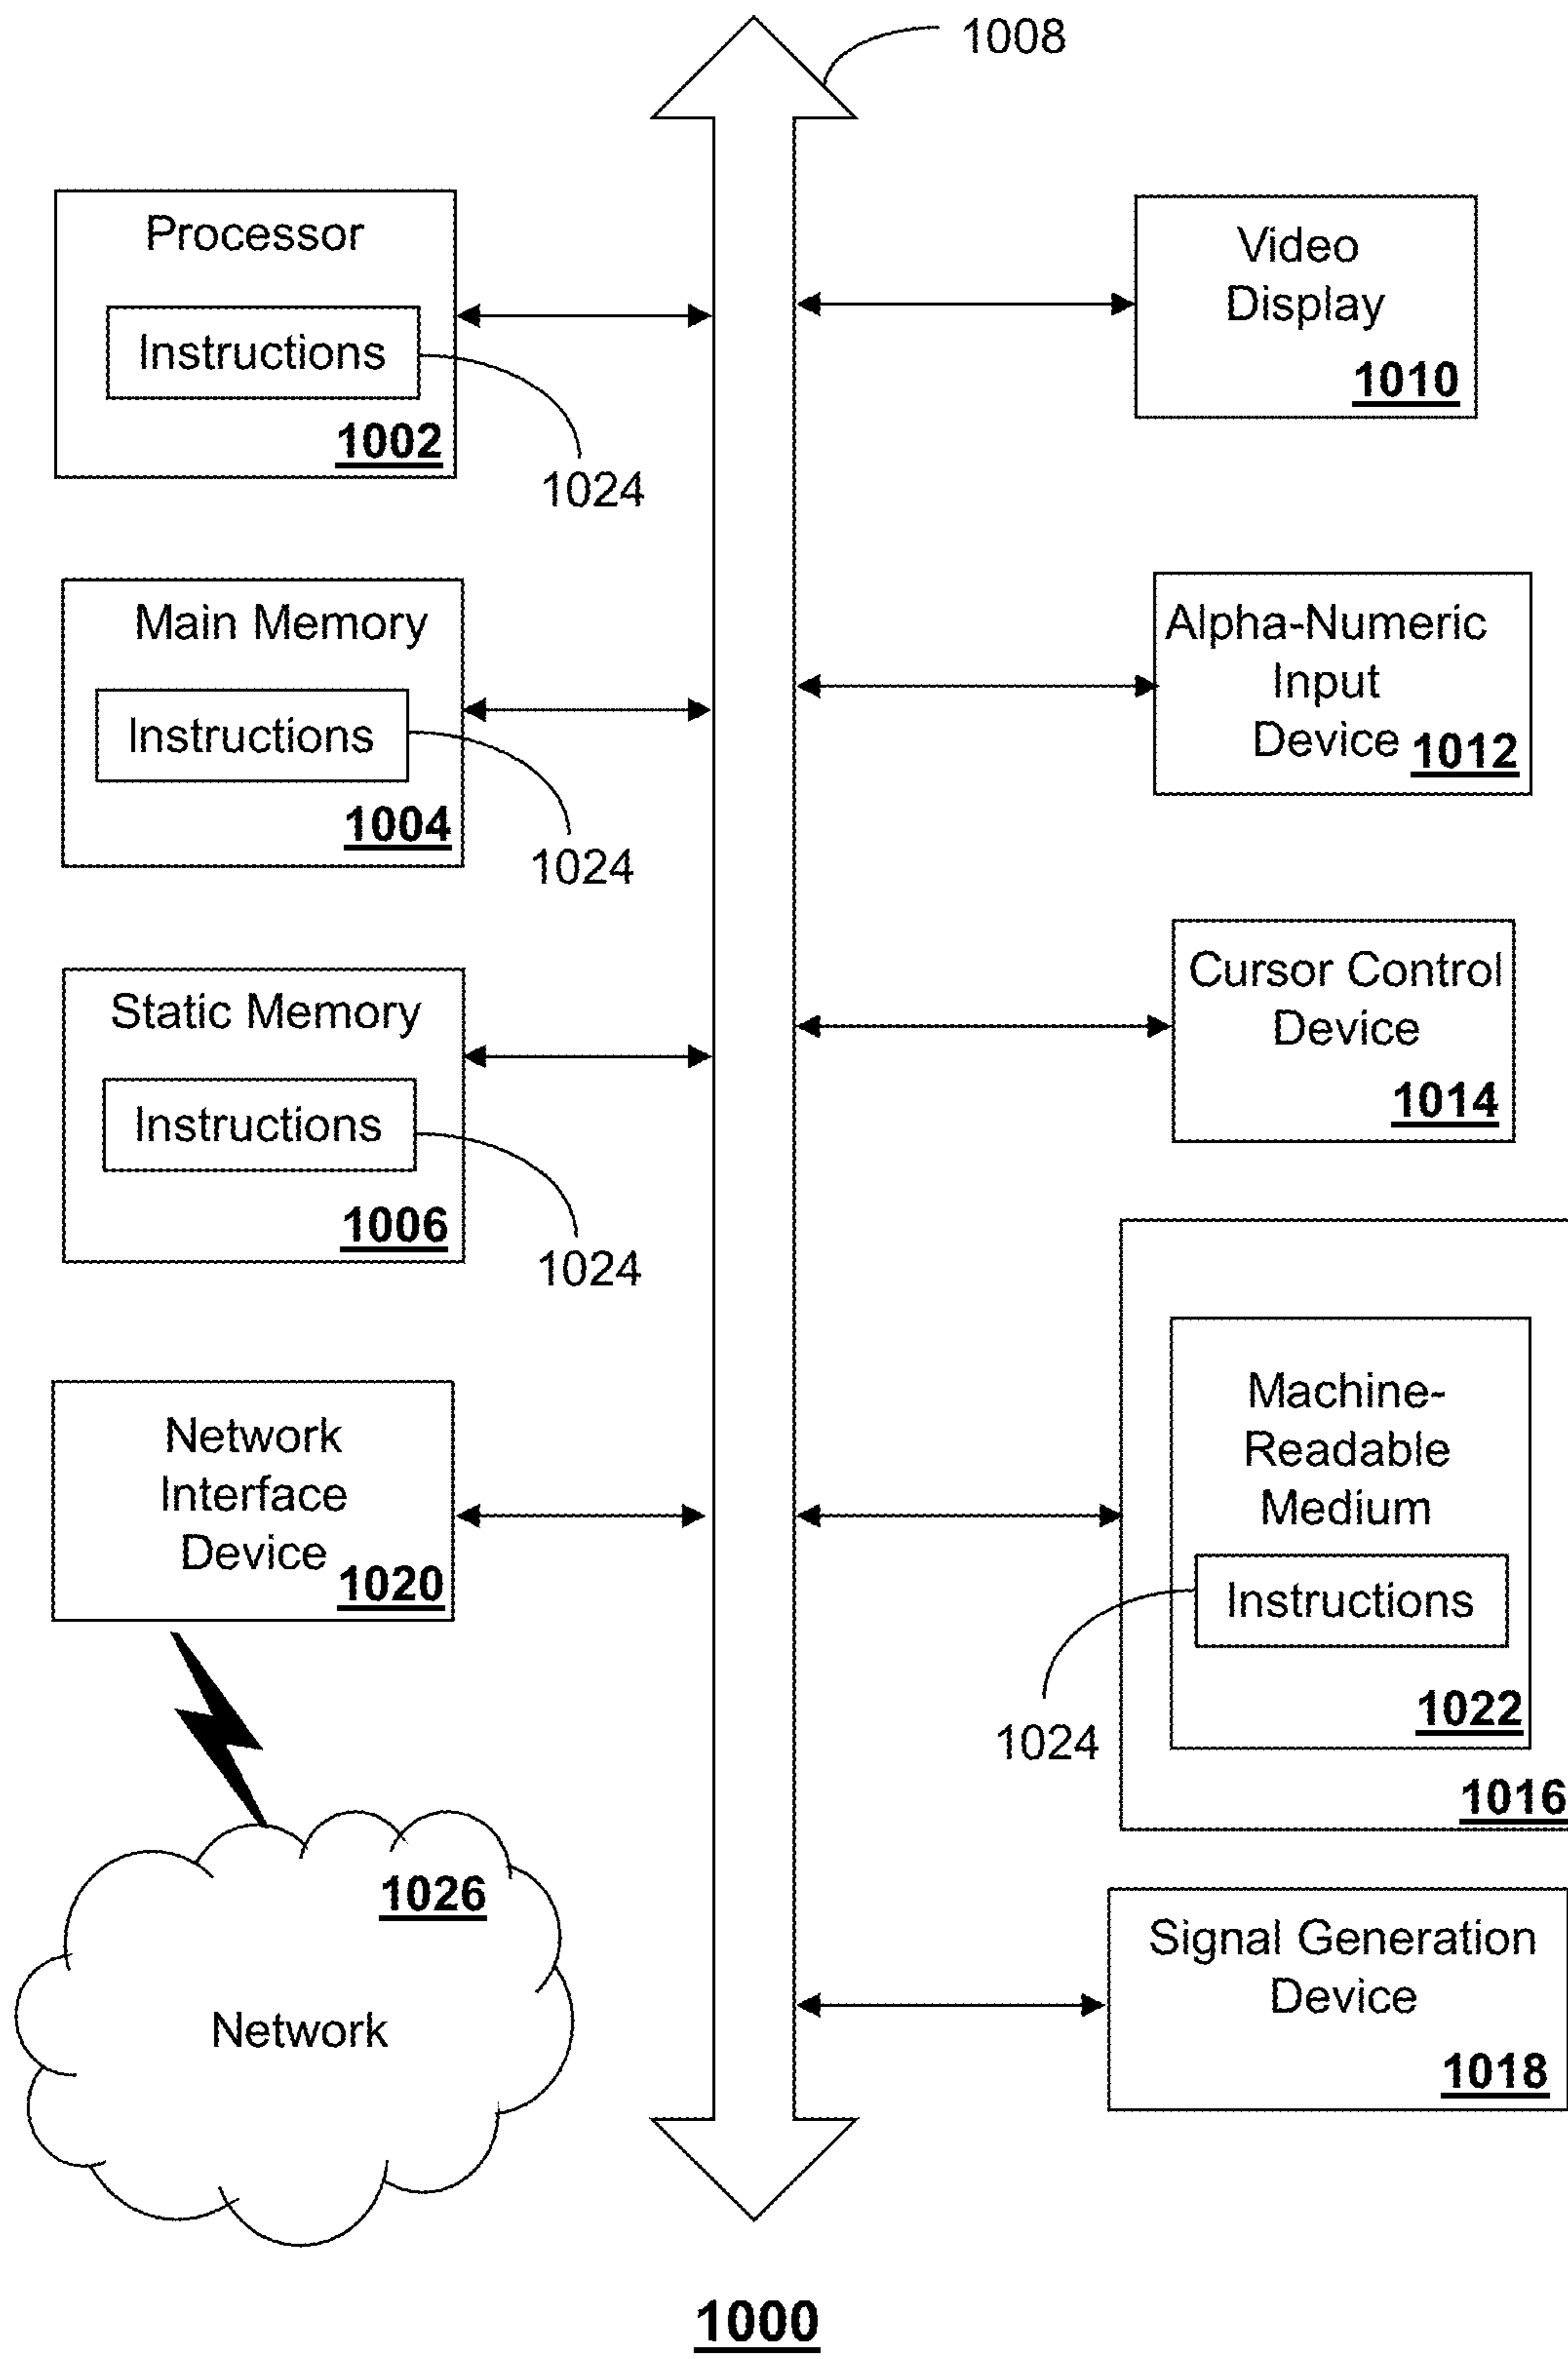 1008
Processor
Instructions
1002
1024
Video
Display
1010
Main Memory
Instructions
1004
1024
Alpha-Numeric
Input
Device 1012
Static Memory
Instructions
1006
1024
Cursor Control
Device
1014
Network
Interface
Device 1020
Machine-
Readable
Medium
Instructions
1022
1024
1016
1026
Network
Signal Generation
Device
1018
1000